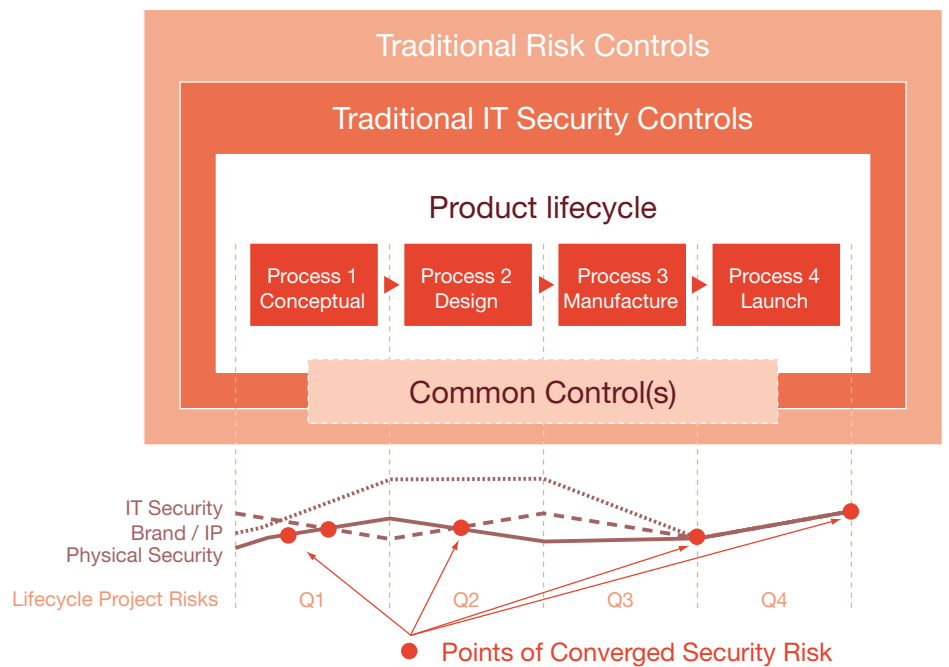 Traditional Risk Controls
Traditional IT Security Controls
Product lifecycle
Process 1
Conceptual
Process 2
Design
Process 3
Manufacture
Process 4
Launch
Common Control(s)
IT Security
Brand / IP
Physical Security
Lifecycle Project Risks
Q1
Q2
Q3
Q4
Points of Converged Security Risk